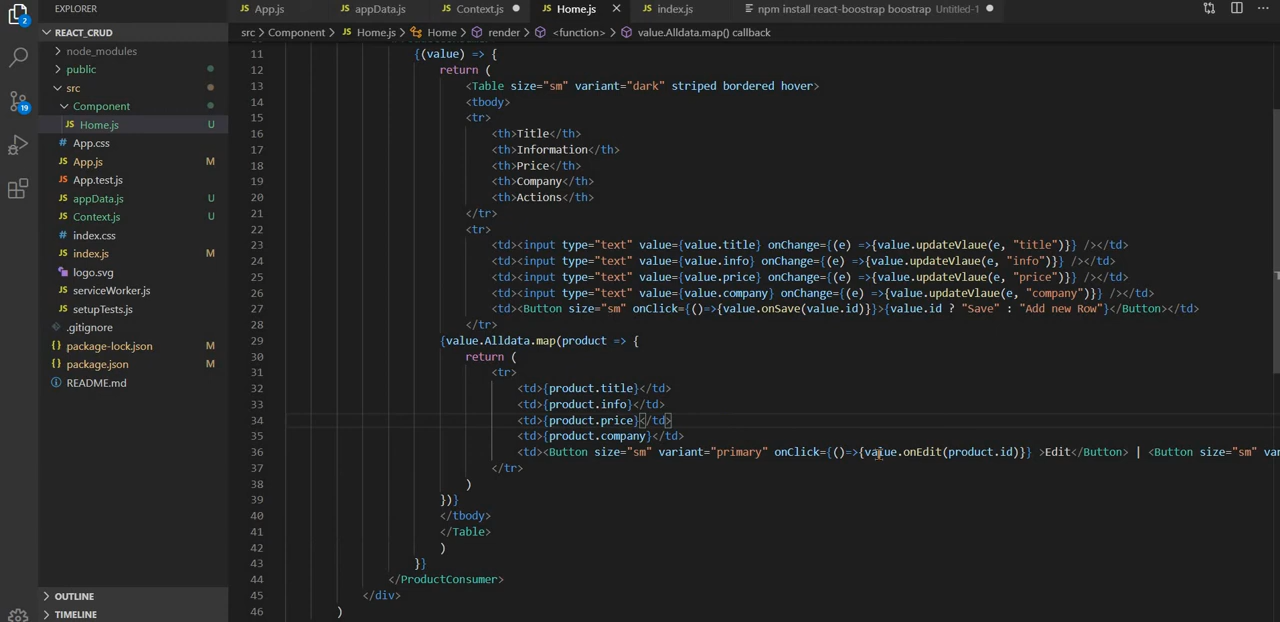 EXPLORER
App.js
appData.js
Context.js
Home.js
index.js
npm install react-boostrap boostrap Untitled-1
2
19
REACT_CRUD
node_modules
public
src
Component
Home.js U
App.css
App.js M
App.test.js
appData.js U
Context.js U
index.css
index.js M
logo.svg
serviceWorker.js
setupTests.js
.gitignore
package-lock.json M
package.json M
README.md
OUTLINE
TIMELINE
src > Component > Home.js > Home > render > <function> > value.Alldata.map() callback
11 {(value) => {
12 return (
13 <Table size="sm" variant="dark" striped bordered hover>
14 <tbody>
15 <tr>
16 <th>Title</th>
17 <th>Information</th>
18 <th>Price</th>
19 <th>Company</th>
20 <th>Actions</th>
21 </tr>
22 <tr>
23 <td><input type="text" value={value.title} onChange={(e) =>{value.updateVlaue(e, "title")}} /></td>
24 <td><input type="text" value={value.info} onChange={(e) =>{value.updateVlaue(e, "info")}} /></td>
25 <td><input type="text" value={value.price} onChange={(e) =>{value.updateVlaue(e, "price")}} /></td>
26 <td><input type="text" value={value.company} onChange={(e) =>{value.updateVlaue(e, "company")}} /></td>
27 <td><Button size="sm" onClick={()=>{value.onSave(value.id)}}>{value.id ? "Save" : "Add new Row"}</Button></td>
28 </tr>
29 {value.Alldata.map(product => {
30 return (
31 <tr>
32 <td>{product.title}</td>
33 <td>{product.info}</td>
34 <td>{product.price}</td>
35 <td>{product.company}</td>
36 <td><Button size="sm" variant="primary" onClick={()=>{value.onEdit(product.id)}} >Edit</Button> | <Button size="sm" va
37 </tr>
38 )
39 })}
40 </tbody>
41 </Table>
42 )
43 }}
44 </ProductConsumer>
45 </div>
46 )